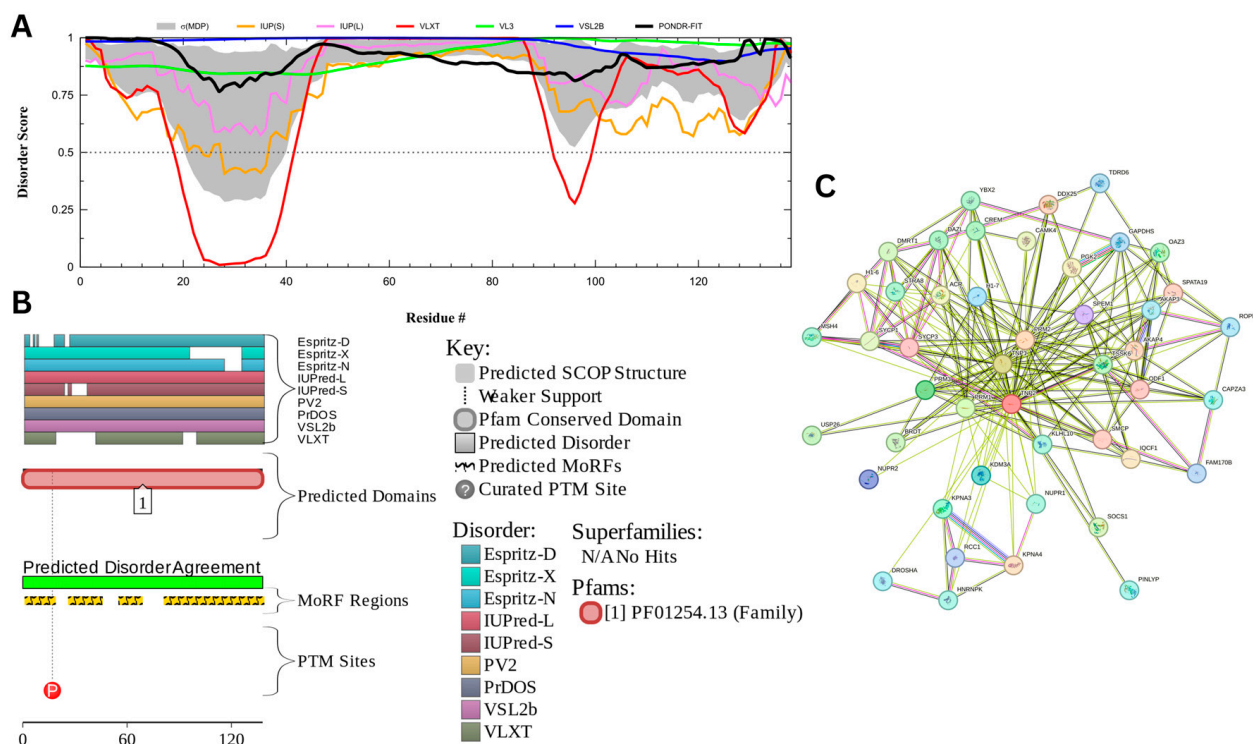 A
σ(MDP) IUP(S) IUP(L) VLXT VL3 VSL2B PONDR-FIT
Disorder Score
1
0.75
0.5
0.25
0
0 20 40 60 80 100 120
Residue #
B
Espritz-D
Espritz-X
Espritz-N
IUPred-L
IUPred-S
PV2
PrDOS
VSL2b
VLXT
1
Predicted Domains
Predicted Disorder Agreement
MoRF Regions
PTM Sites
P
0 60 120
Key:
Predicted SCOP Structure
Weaker Support
Pfam Conserved Domain
Predicted Disorder
Predicted MoRFs
? Curated PTM Site
Disorder:
Espritz-D
Espritz-X
Espritz-N
IUPred-L
IUPred-S
PV2
PrDOS
VSL2b
VLXT
Superfamilies:
N/ANo Hits
Pfams:
[1] PF01254.13 (Family)
C
TDRD6
YBX2
DDX25
CREM
DAZL
CAMK4
GAPDHS
DMRT1
OAZ3
PGK2
H1-6
STRA8
ACR
H1-7
SPATA19
SPEM1
AKAP3
MSH4
SYCP1
SYCP3
PRM2
AKAP4
TNP1
TSSK6
PRM3
ODF1
PRM1
TNP2
CAPZA3
USP26
BRDT
KLHL10
SMCP
IQCF1
FAM170B
NUPR2
KDM3A
NUPR1
KPNA3
SOCS1
RCC1
KPNA4
DROSHA
HNRNPK
PINLYP